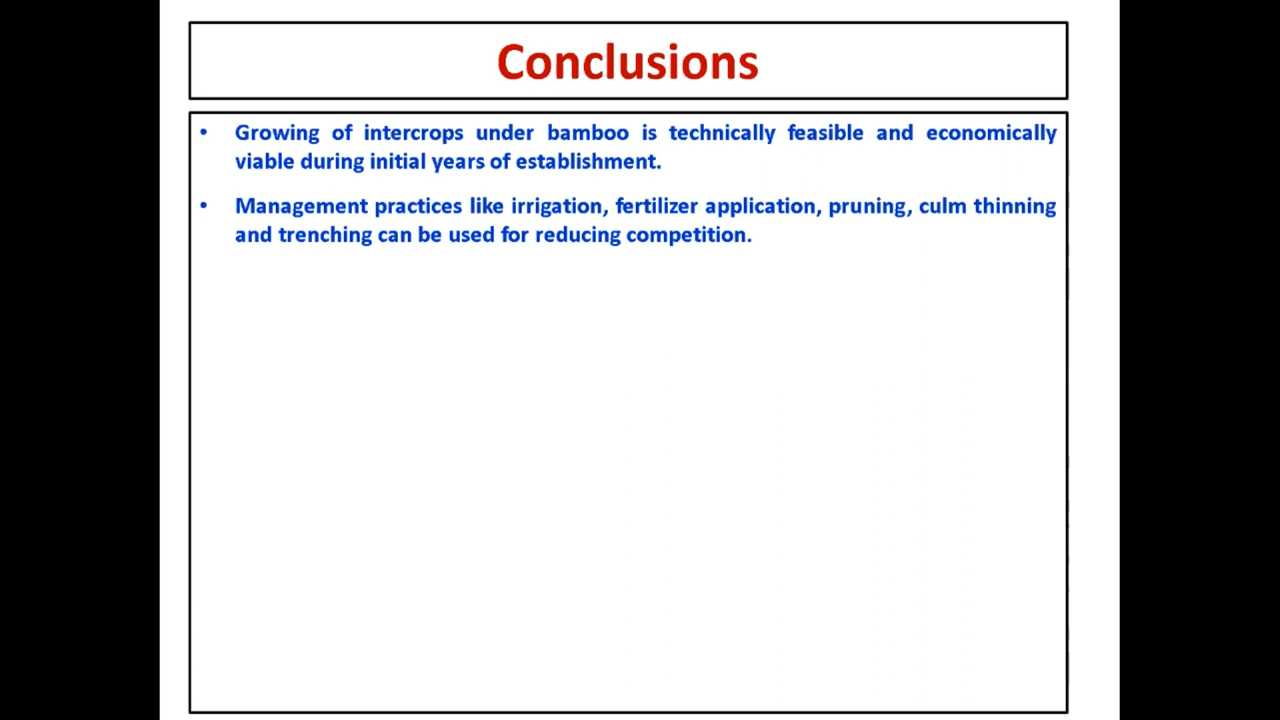 Conclusions
• Growing of intercrops under bamboo is technically feasible and economically
viable during initial years of establishment.
• Management practices like irrigation, fertilizer application, pruning, culm thinning
and trenching can be used for reducing competition.